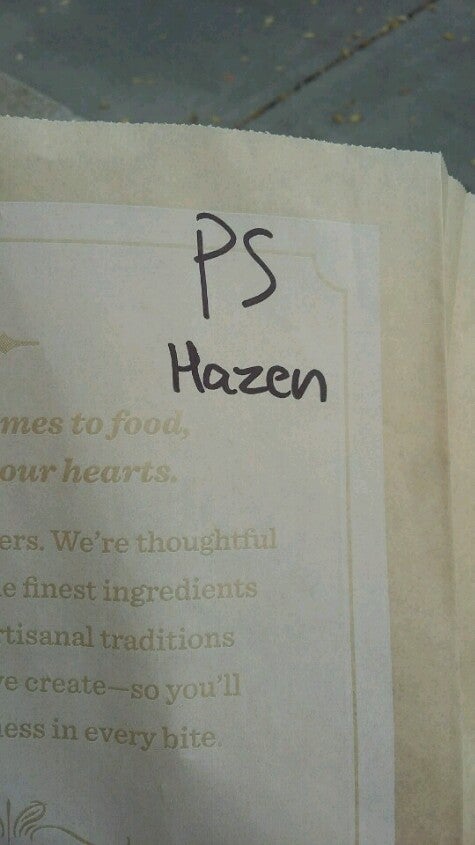 PS
Hazen
mes to food,
our hearts.
ers. We're thoughtful
e finest ingredients
rtisanal traditions
ve create—so you'll
ess in every bite.